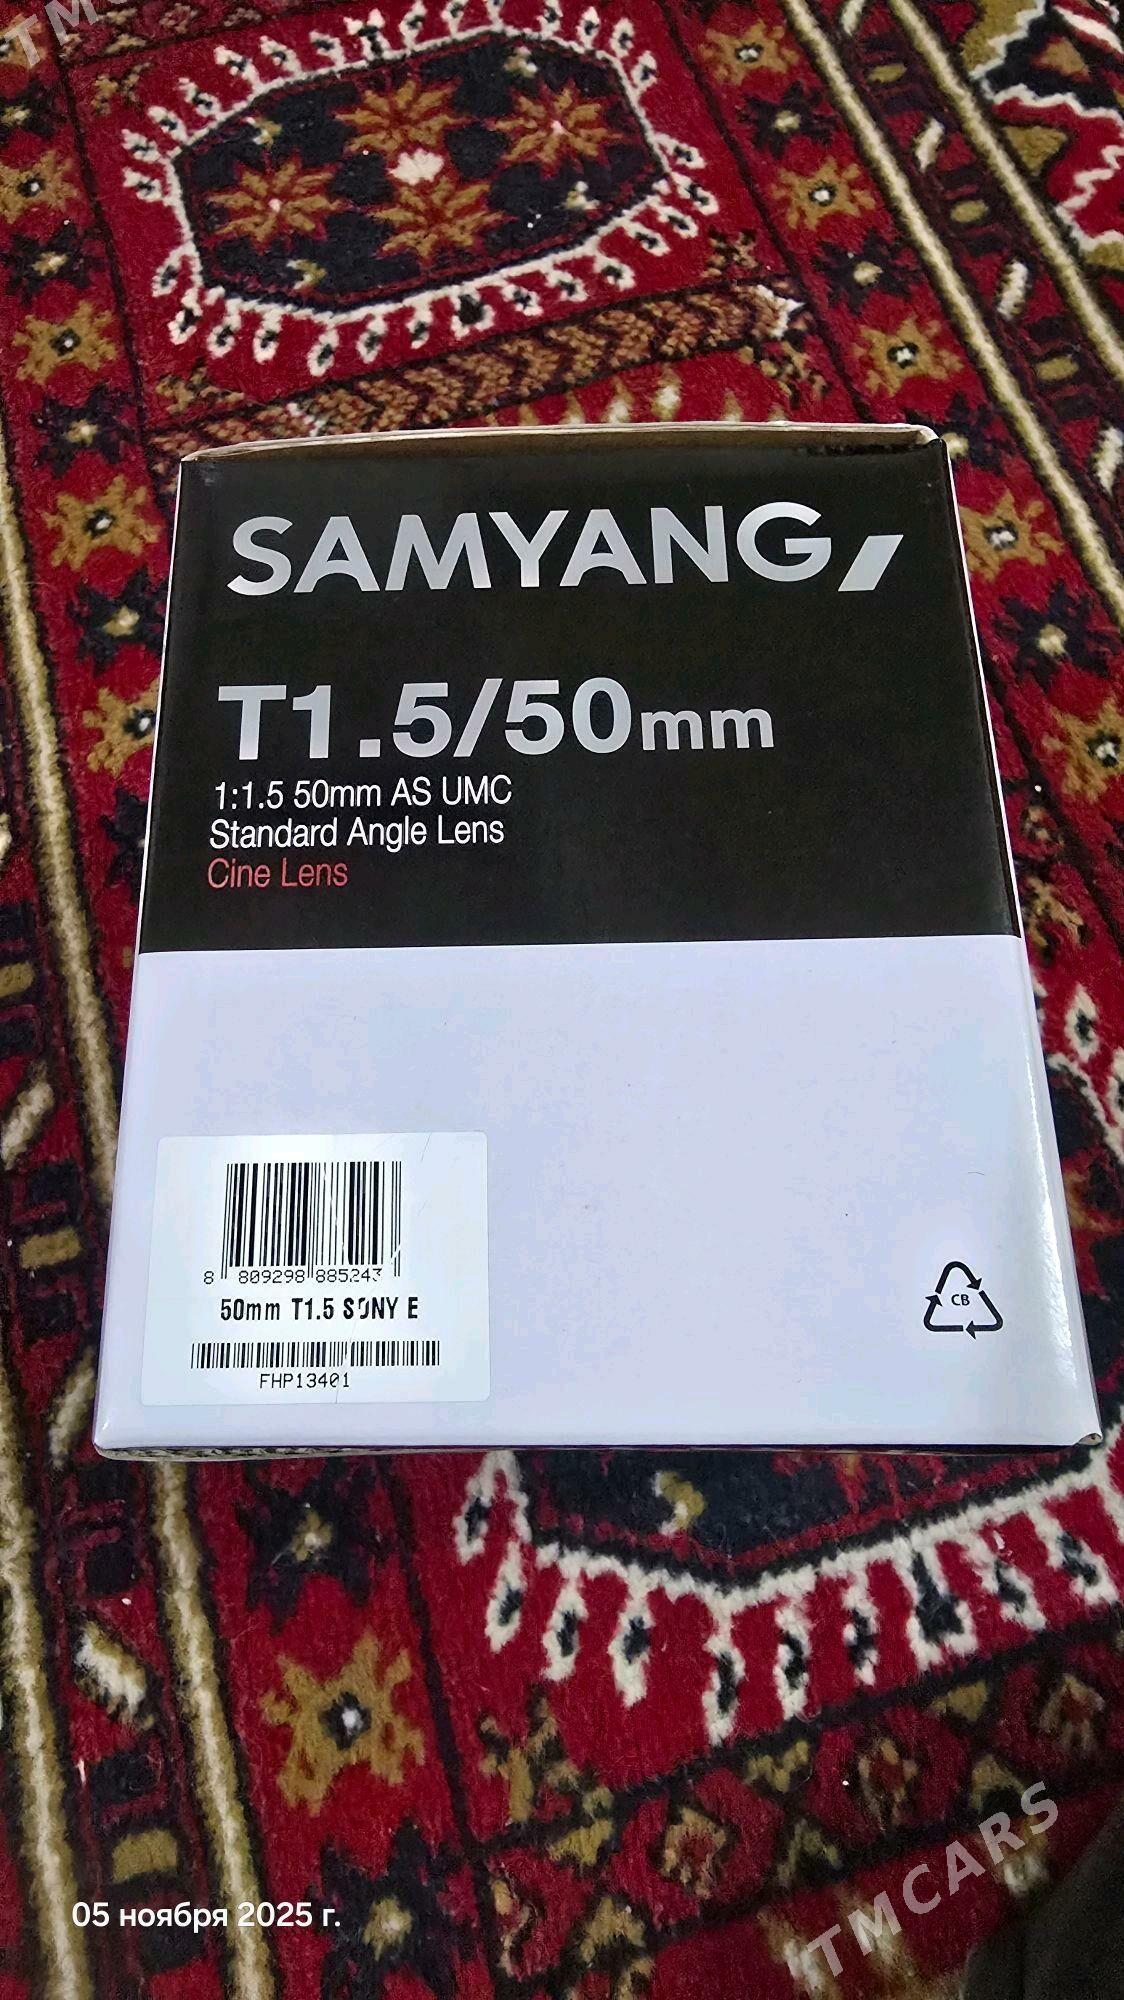 TMC
SAMYANG
T1.5/50mm
1:1.5 50mm AS UMC
Standard Angle Lens
Cine Lens
8 809298 885243
50mm T1.5 SONY E
FHP13401
CB
05 ноября 2025 г.
TMCARS